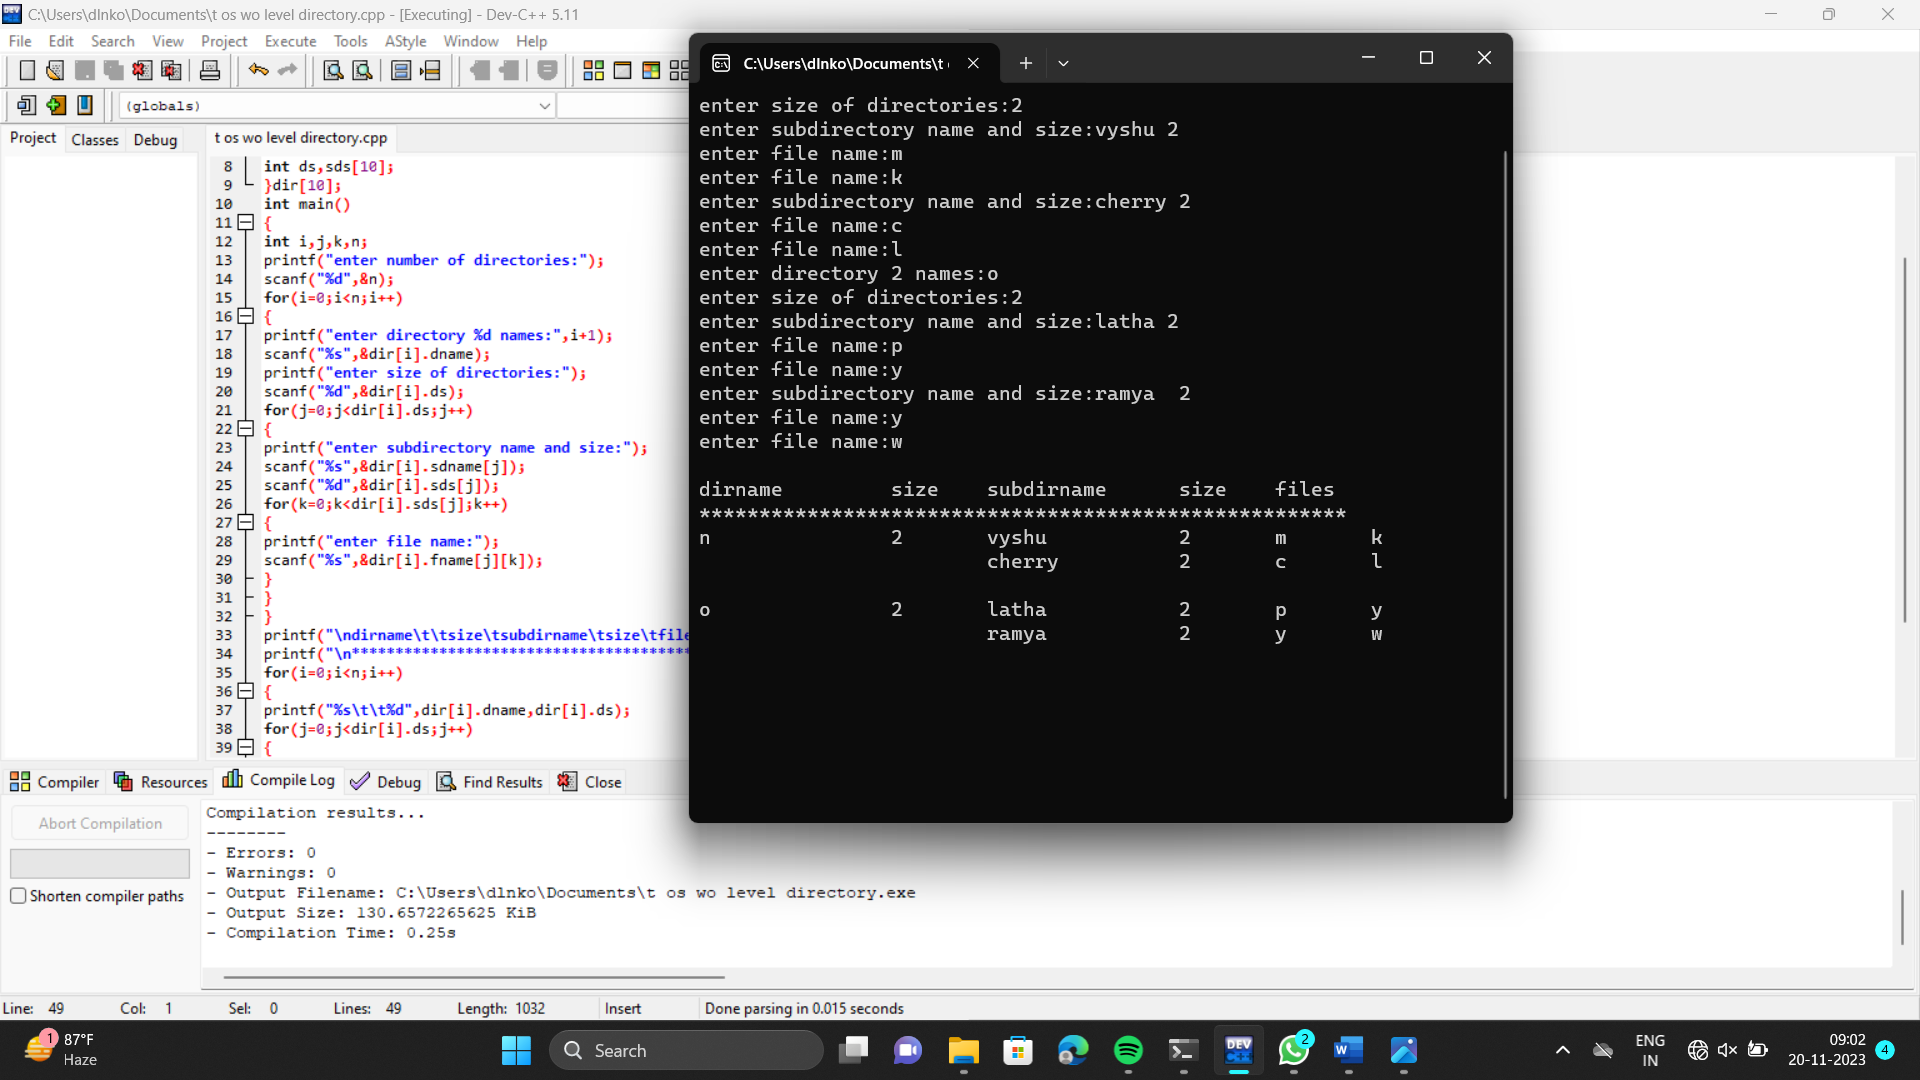 C:\Users\dlnko\Documents\t os wo level directory.cpp - [Executing] - Dev-C++ 5.11
File Edit Search View Project Execute Tools AStyle Window Help
(globals)
Project Classes Debug
t os wo level directory.cpp
8 int ds,sds[10];
9 }dir[10];
10 int main()
11 {
12 int i,j,k,n;
13 printf("enter number of directories:");
14 scanf("%d",&n);
15 for(i=0;i<n;i++)
16 {
17 printf("enter directory %d names:",i+1);
18 scanf("%s",&dir[i].dname);
19 printf("enter size of directories:");
20 scanf("%d",&dir[i].ds);
21 for(j=0;j<dir[i].ds;j++)
22 {
23 printf("enter subdirectory name and size:");
24 scanf("%s",&dir[i].sdname[j]);
25 scanf("%d",&dir[i].sds[j]);
26 for(k=0;k<dir[i].sds[j];k++)
27 {
28 printf("enter file name:");
29 scanf("%s",&dir[i].fname[j][k]);
30 }
31 }
32 }
33 printf("\ndirname\t\tsize\tsubdirname\tsize\tfile
34 printf("\n***************************************
35 for(i=0;i<n;i++)
36 {
37 printf("%s\t\t%d",dir[i].dname,dir[i].ds);
38 for(j=0;j<dir[i].ds;j++)
39 {
C:\Users\dlnko\Documents\t
enter size of directories:2
enter subdirectory name and size:vyshu 2
enter file name:m
enter file name:k
enter subdirectory name and size:cherry 2
enter file name:c
enter file name:l
enter directory 2 names:o
enter size of directories:2
enter subdirectory name and size:latha 2
enter file name:p
enter file name:y
enter subdirectory name and size:ramya  2
enter file name:y
enter file name:w
dirname size subdirname size files
******************************************************
n 2 vyshu 2 m k
cherry 2 c l
o 2 latha 2 p y
ramya 2 y w
Compiler Resources Compile Log Debug Find Results Close
Abort Compilation
Shorten compiler paths
Compilation results...
--------
- Errors: 0
- Warnings: 0
- Output Filename: C:\Users\dlnko\Documents\t os wo level directory.exe
- Output Size: 130.6572265625 KiB
- Compilation Time: 0.25s
Line: 49 Col: 1 Sel: 0 Lines: 49 Length: 1032 Insert Done parsing in 0.015 seconds
1
87°F
Haze
Search
DEV
2
W
ENG
IN
09:02
20-11-2023
4